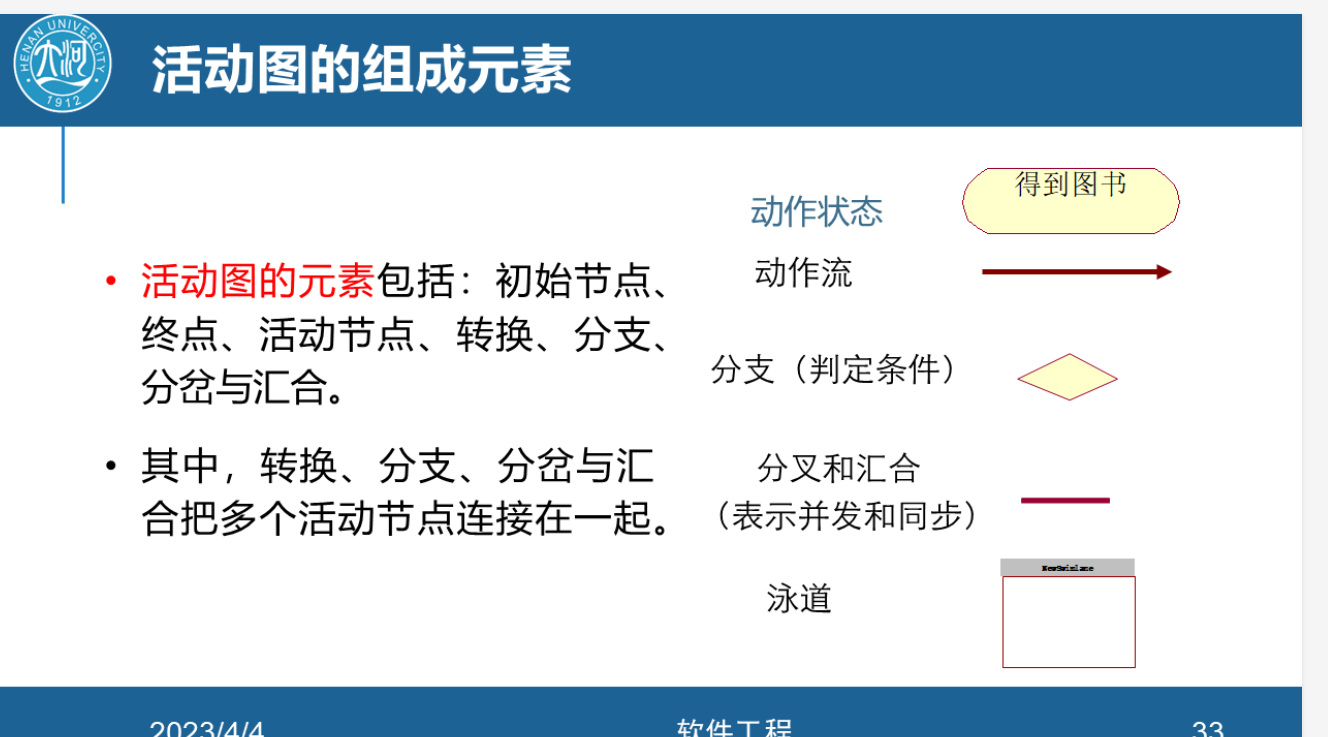 HENAN UNIVERCITY
1912
活动图的组成元素
动作状态
得到图书
动作流
• 活动图的元素包括：初始节点、
终点、活动节点、转换、分支、
分岔与汇合。
分支（判定条件）
• 其中，转换、分支、分岔与汇
合把多个活动节点连接在一起。
分叉和汇合
（表示并发和同步）
NewSwimlane
泳道
2023/4/4
软件工程
33